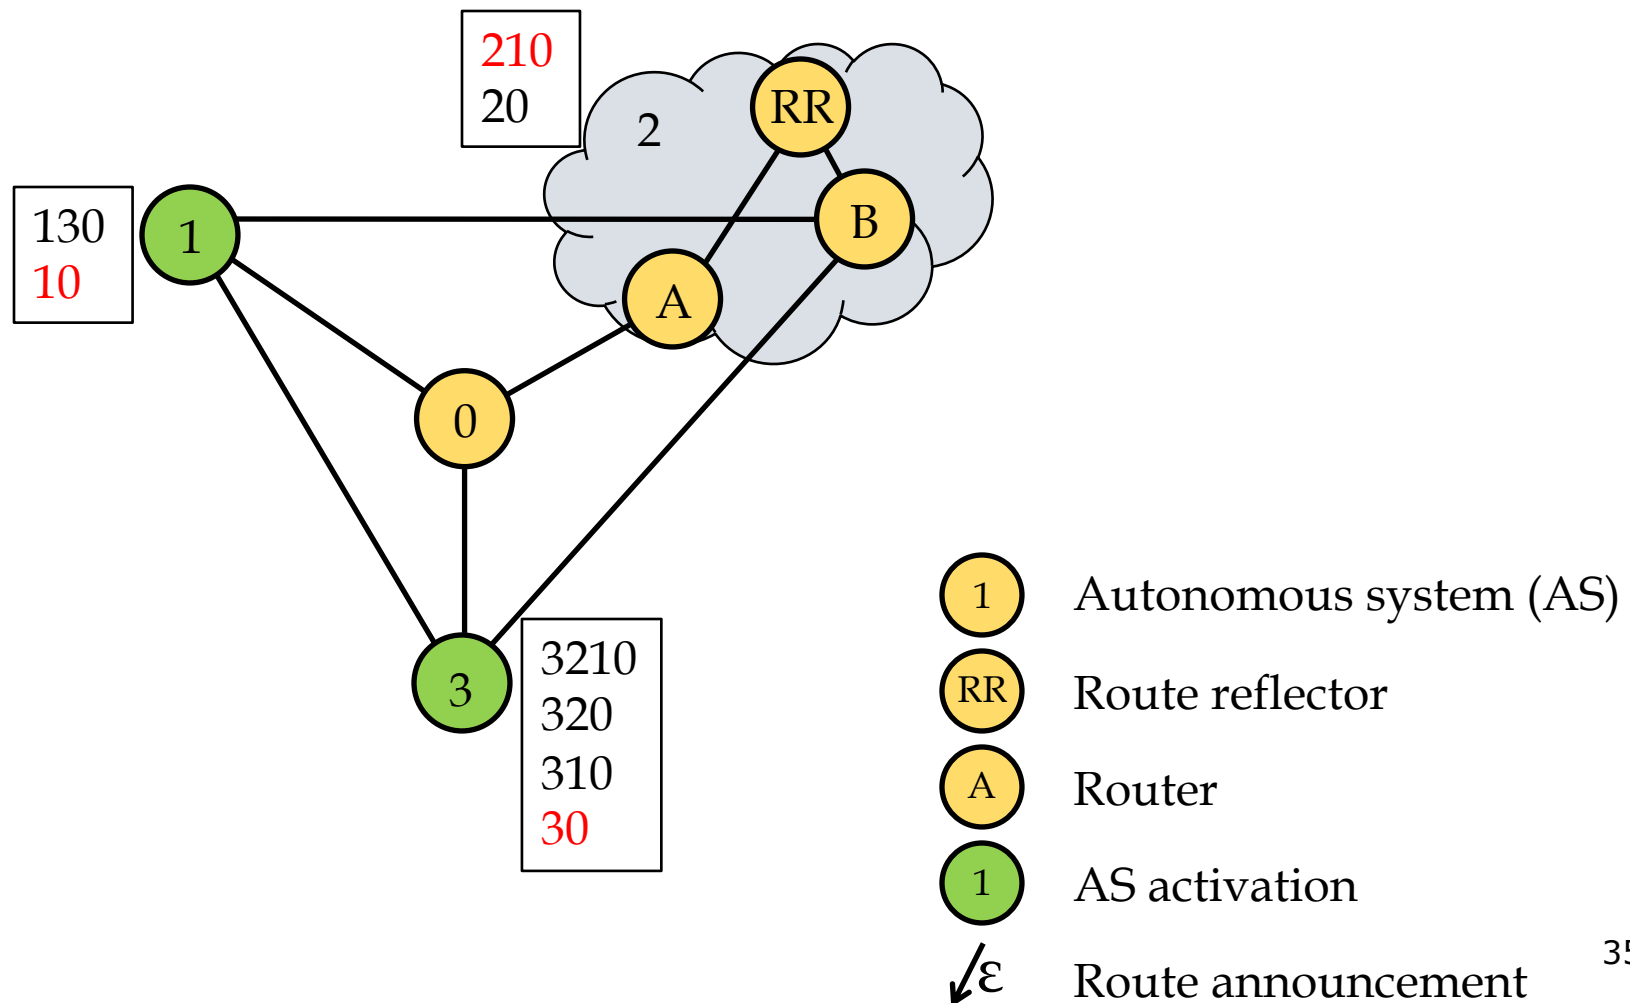 210
20
2
RR
130
10
1
B
A
0
3
3210
320
310
30
1 Autonomous system (AS)
RR Route reflector
A Router
1 AS activation
ε Route announcement